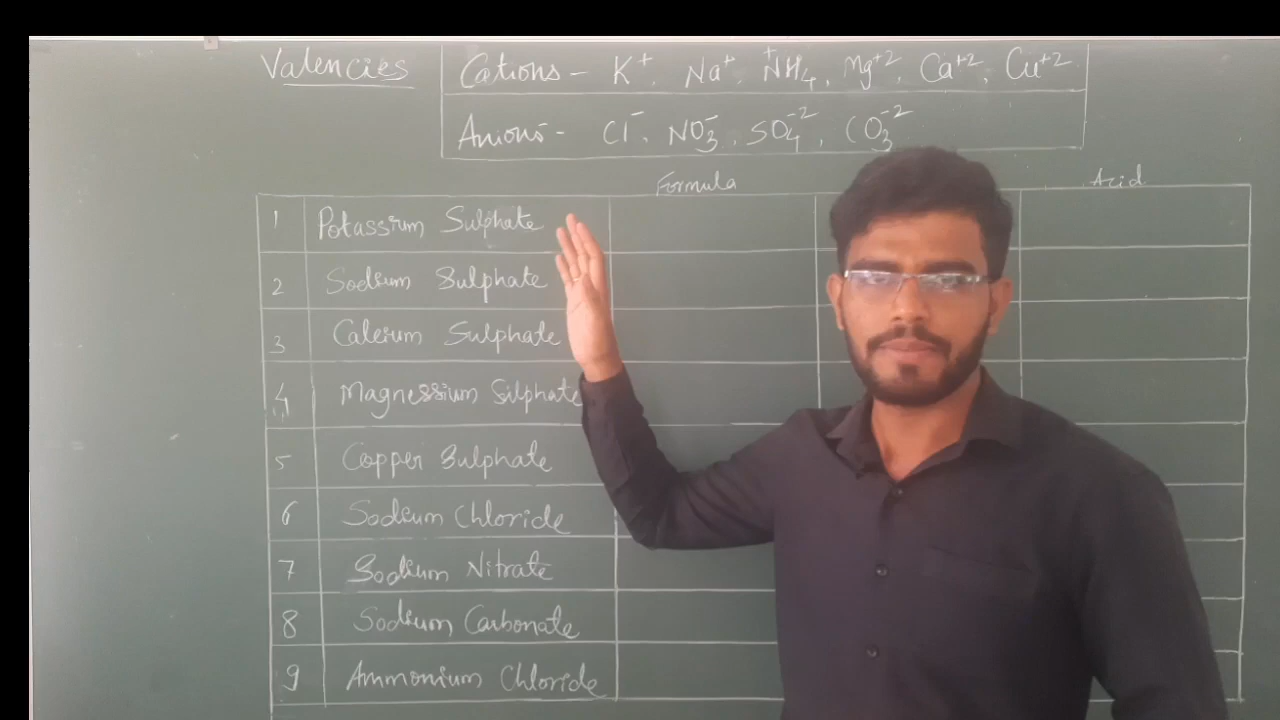 Valencies
Cations - K⁺, Na⁺, ⁺NH₄, Mg⁺², Ca⁺², Cu⁺²
Anions - Cl⁻, NO₃⁻, SO₄⁻², CO₃⁻²
Formula Acid
1 Potassium Sulphate
2 Sodium Sulphate
3 Calcium Sulphate
4 Magnessium Silphate
5 Copper Sulphate
6 Sodium Chloride
7 Sodium Nitrate
8 Sodium Carbonate
9 Ammonium Chloride